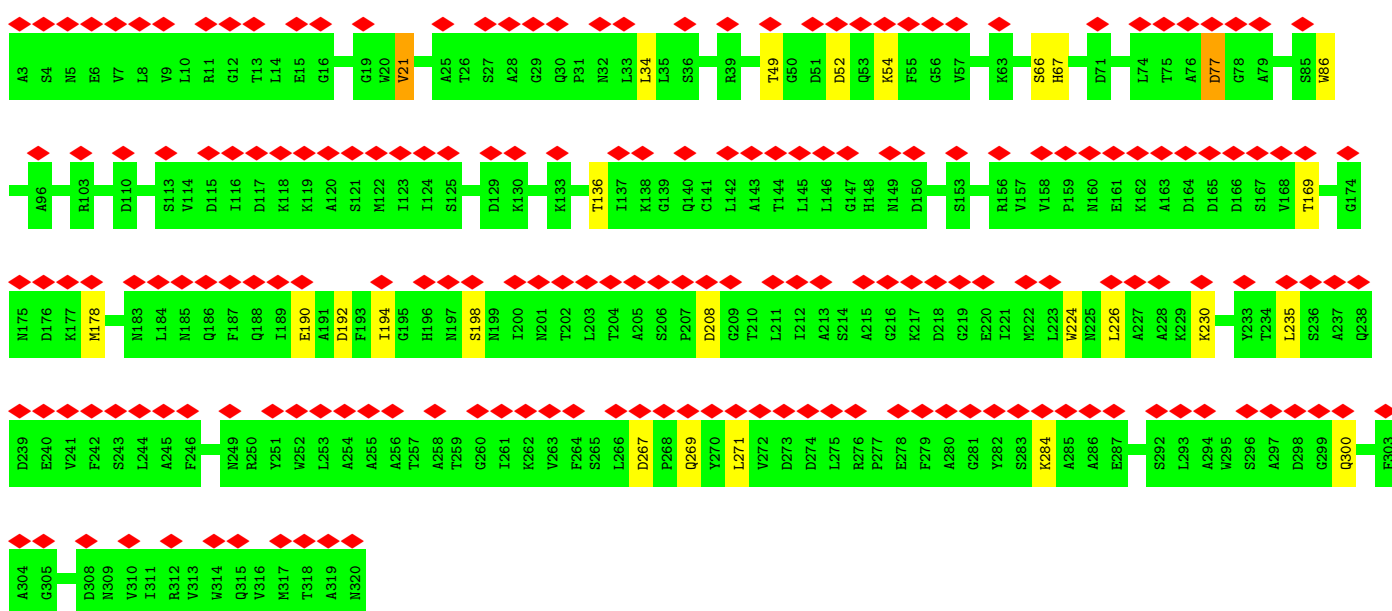 A3 S4 N5 E6 V7 L8 V9 L10 R11 G12 T13 L14 E15 G16 G19 W20 V21 A25 T26 S27 A28 G29 Q30 P31 N32 L33 L34 L35 S36 R39 T49 G50 D51 D52 Q53 K54 F55 G56 V57 K63 S66 H67 D71 L74 T75 A76 D77 G78 A79 S85 W86
A96 R103 D110 S113 V114 D115 I116 D117 K118 K119 A120 S121 M122 I123 I124 S125 D129 K130 K133 T136 I137 K138 G139 Q140 C141 L142 A143 T144 L145 L146 G147 H148 N149 D150 S153 R156 V157 V158 P159 N160 E161 K162 A163 D164 D165 D166 S167 V168 T169 G174
N175 D176 K177 M178 N183 L184 N185 Q186 F187 Q188 I189 E190 A191 D192 F193 I194 G195 H196 N197 S198 N199 I200 N201 T202 L203 T204 A205 S206 P207 D208 G209 T210 L211 I212 A213 S214 A215 G216 K217 D218 G219 E220 I221 M222 L223 W224 N225 L226 A227 A228 K229 K230 Y233 T234 L235 S236 A237 Q238
D239 E240 V241 F242 S243 L244 A245 F246 N249 R250 Y251 W252 L253 A254 A255 A256 T257 A258 T259 G260 I261 K262 V263 F264 S265 L266 D267 P268 Q269 Y270 L271 V272 D273 D274 L275 R276 P277 E278 F279 A280 G281 Y282 S283 K284 A285 A286 E287 S292 L293 A294 W295 S296 A297 D298 G299 Q300 F303
A304 G305 D308 N309 V310 I311 R312 V313 W314 Q315 V316 M317 T318 A319 N320